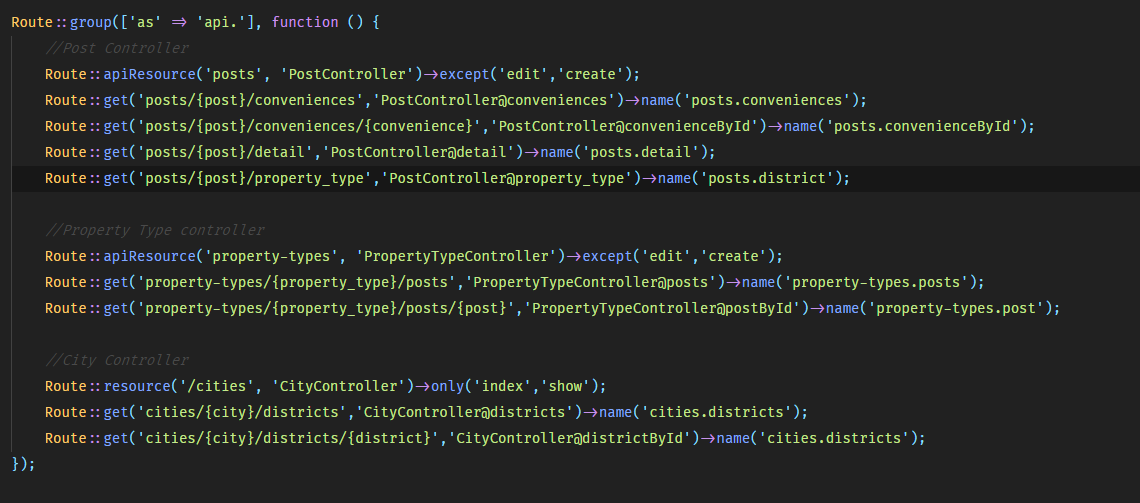 Route::group(['as' => 'api.'], function () {
//Post Controller
Route::apiResource('posts', 'PostController')->except('edit','create');
Route::get('posts/{post}/conveniences','PostController@conveniences')->name('posts.conveniences');
Route::get('posts/{post}/conveniences/{convenience}','PostController@convenienceById')->name('posts.convenienceById');
Route::get('posts/{post}/detail','PostController@detail')->name('posts.detail');
Route::get('posts/{post}/property_type','PostController@property_type')->name('posts.district');
//Property Type controller
Route::apiResource('property-types', 'PropertyTypeController')->except('edit','create');
Route::get('property-types/{property_type}/posts','PropertyTypeController@posts')->name('property-types.posts');
Route::get('property-types/{property_type}/posts/{post}','PropertyTypeController@postById')->name('property-types.post');
//City Controller
Route::resource('/cities', 'CityController')->only('index','show');
Route::get('cities/{city}/districts','CityController@districts')->name('cities.districts');
Route::get('cities/{city}/districts/{district}','CityController@districtById')->name('cities.districts');
});